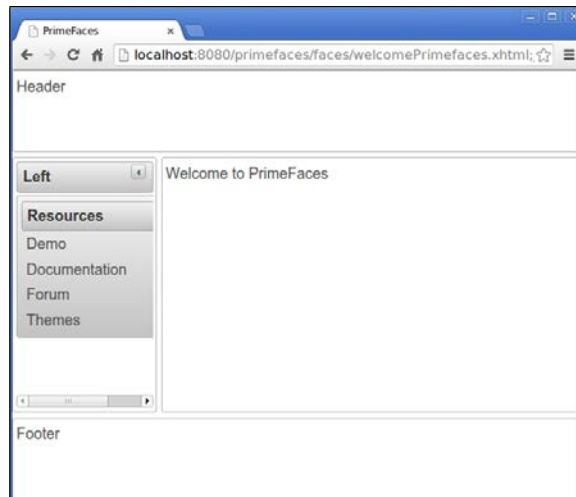 PrimeFaces
localhost:8080/primefaces/faces/welcomePrimefaces.xhtml;
Header
Left
Welcome to PrimeFaces
Resources
Demo
Documentation
Forum
Themes
Footer